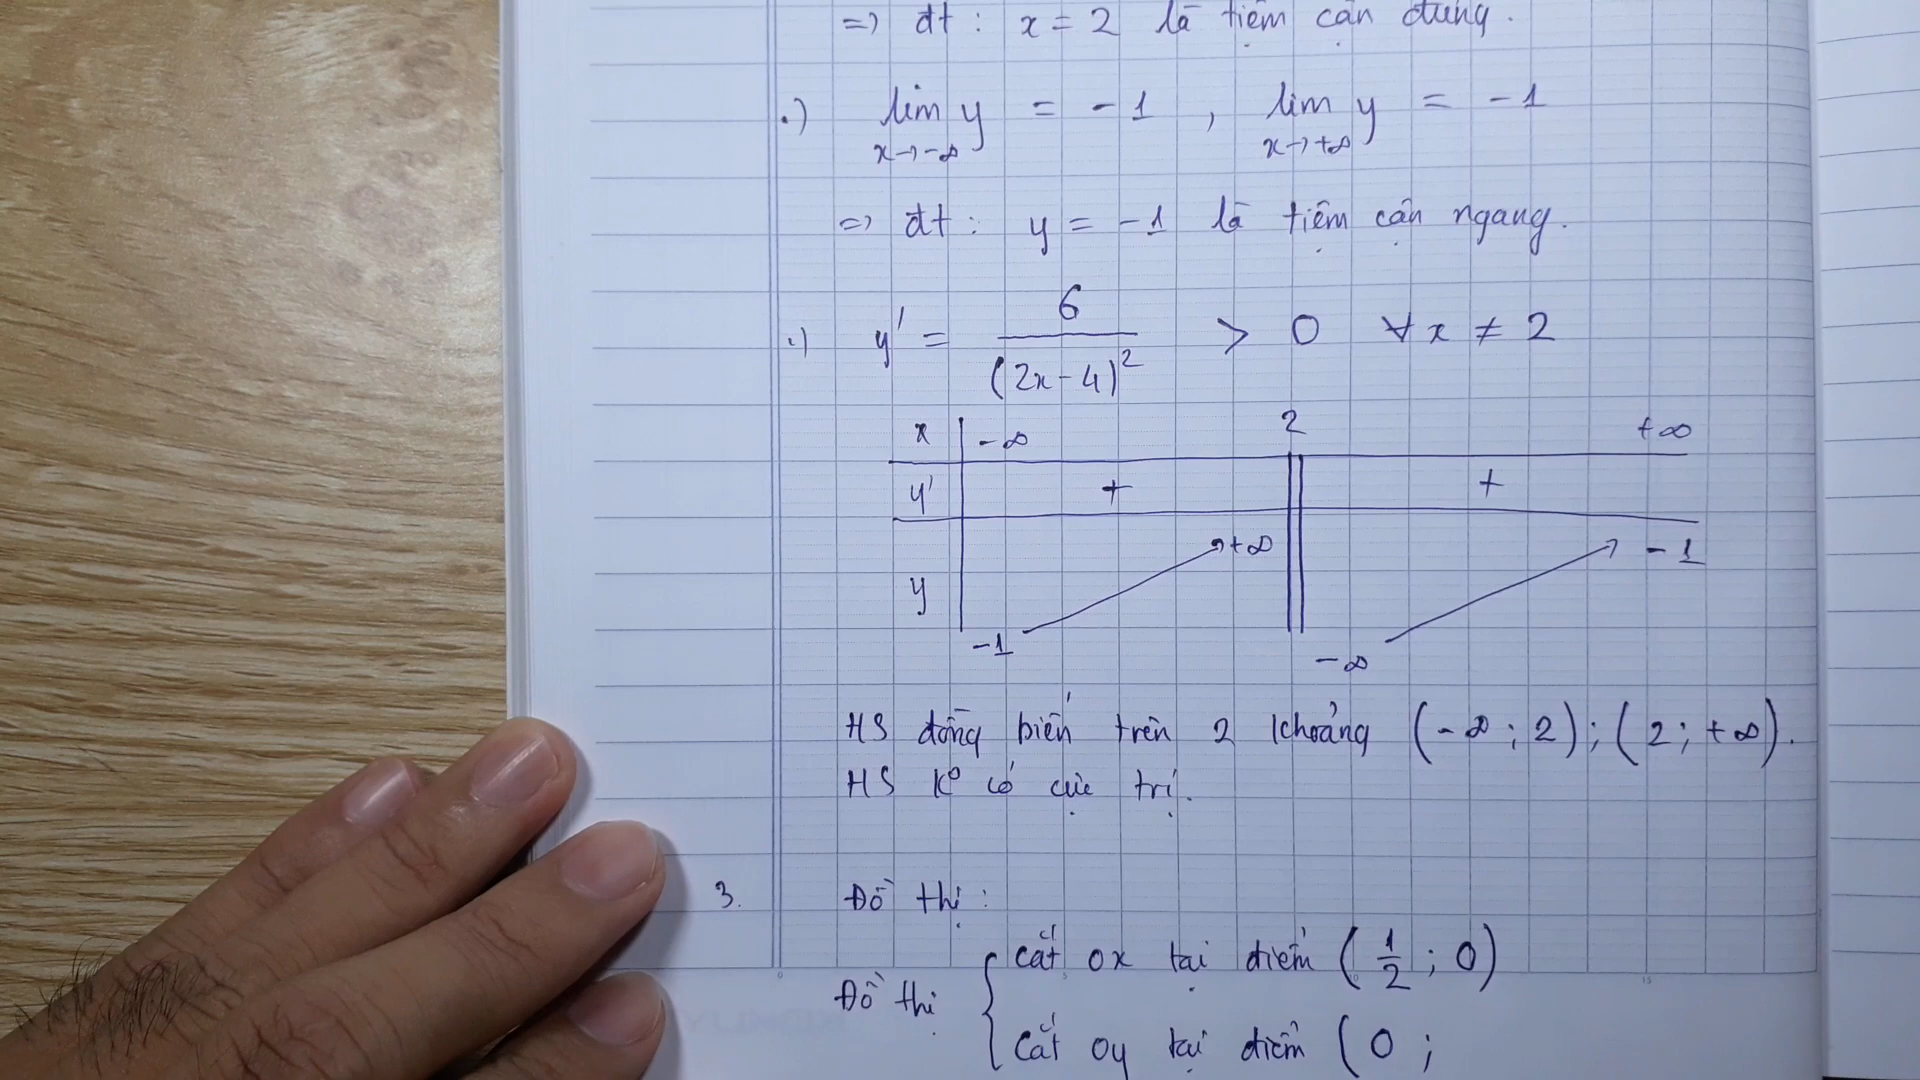 => đt : x = 2 là tiệm cận đứng.
.) lim y = -1 , lim y = -1
x→-∞ x→+∞
=> đt : y = -1 là tiệm cận ngang.
.) y' = 6 / (2x-4)² > 0 ∀x ≠ 2
x -∞ 2 +∞
y' + +
y -1 +∞ -∞ -1
HS đồng biến trên 2 khoảng (-∞ ; 2) ; (2 ; +∞).
HS k° có cực trị.
3. Đồ thị :
Đồ thị { cắt ox tại điểm (1/2 ; 0)
cắt oy tại điểm (0 ;